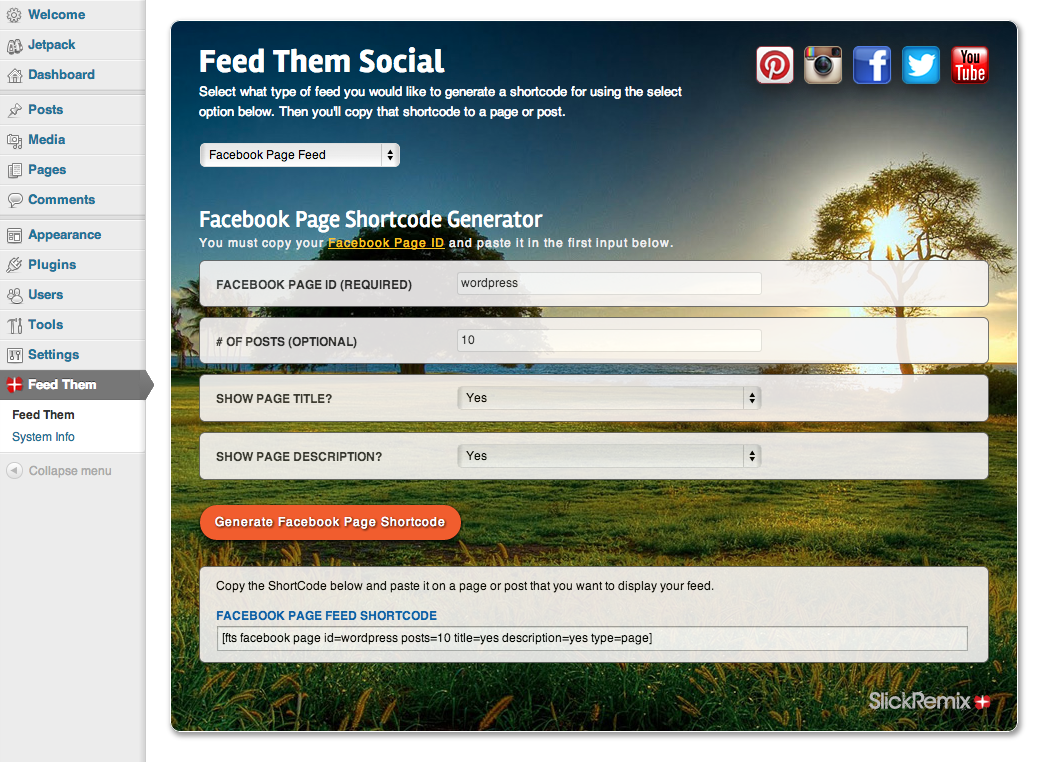 Welcome
Jetpack
Dashboard
Posts
Media
Pages
Comments
Appearance
Plugins
Users
Tools
Settings
Feed Them
Feed Them
System Info
Collapse menu
Feed Them Social
Select what type of feed you would like to generate a shortcode for using the select
option below. Then you'll copy that shortcode to a page or post.
You
Tube
Facebook Page Feed
Facebook Page Shortcode Generator
You must copy your Facebook Page ID and paste it in the first input below.
FACEBOOK PAGE ID (REQUIRED) wordpress
# OF POSTS (OPTIONAL) 10
SHOW PAGE TITLE? Yes
SHOW PAGE DESCRIPTION? Yes
Generate Facebook Page Shortcode
Copy the ShortCode below and paste it on a page or post that you want to display your feed.
FACEBOOK PAGE FEED SHORTCODE
[fts facebook page id=wordpress posts=10 title=yes description=yes type=page]
SlickRemix